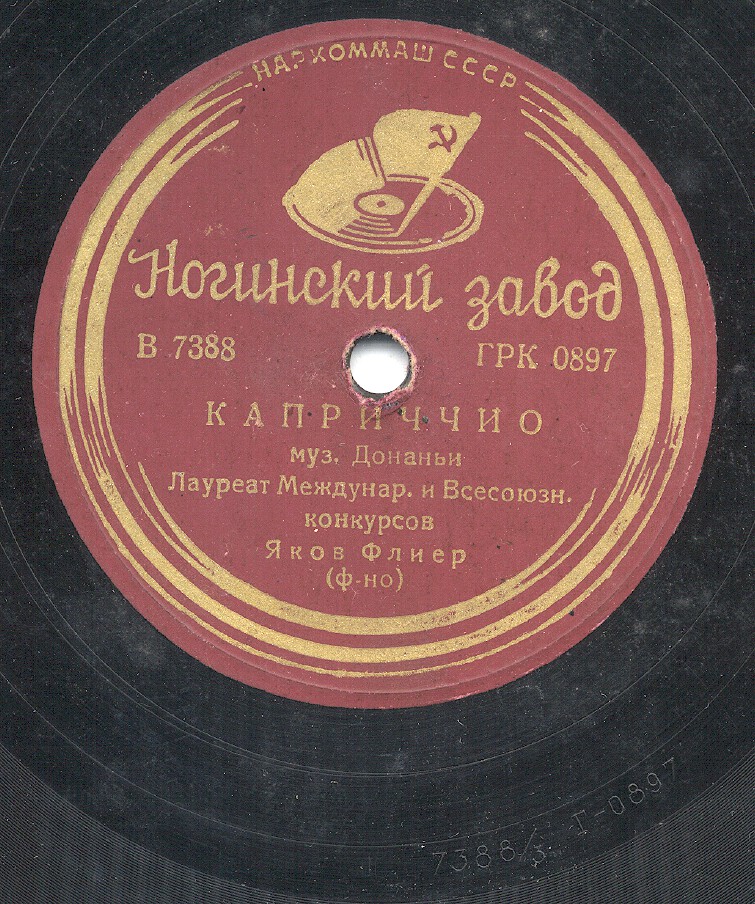 НАРКОММАШ СССР
Ногинский завод
В 7388
ГРК 0897
КАПРИЧЧИО
муз. Донаньи
Лауреат Междунар. и Всесоюзн.
конкурсов
Яков Флиер
(ф-но)
7388/3 Г-0897